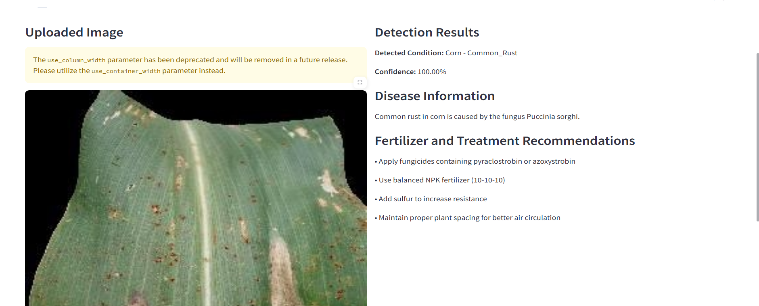 Uploaded Image
The use_column_width parameter has been deprecated and will be removed in a future release.
Please utilize the use_container_width parameter instead.
Detection Results
Detected Condition: Corn - Common_Rust
Confidence: 100.00%
Disease Information
Common rust in corn is caused by the fungus Puccinia sorghi.
Fertilizer and Treatment Recommendations
• Apply fungicides containing pyraclostrobin or azoxystrobin
• Use balanced NPK fertilizer (10-10-10)
• Add sulfur to increase resistance
• Maintain proper plant spacing for better air circulation